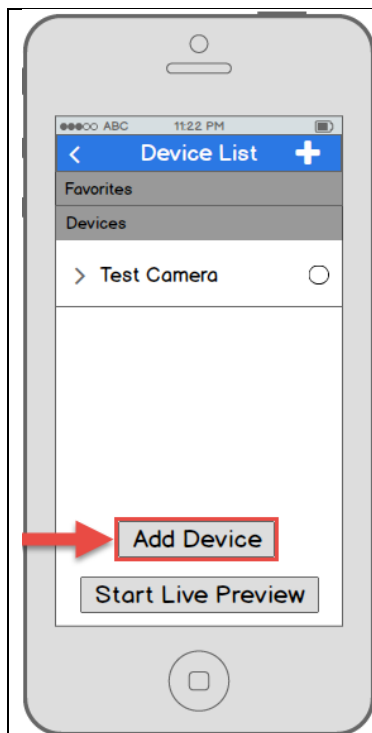 ABC 11:22 PM
Device List
Favorites
Devices
Test Camera
Add Device
Start Live Preview